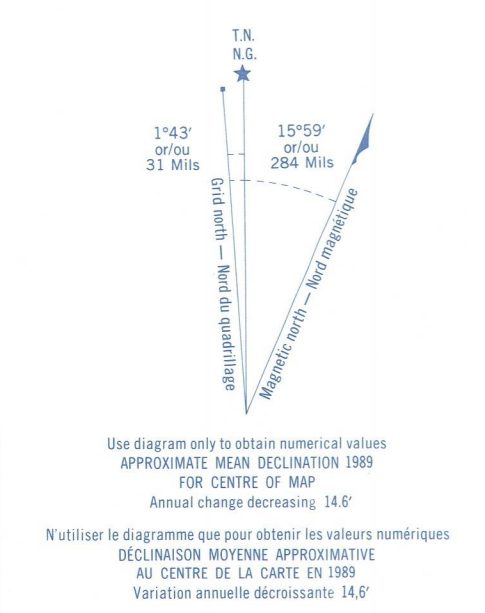 T.N.
N.G.
1°43′
or/ou
31 Mils
15°59′
or/ou
284 Mils
Grid north — Nord du quadrillage
Magnetic north — Nord magnétique
Use diagram only to obtain numerical values
APPROXIMATE MEAN DECLINATION 1989
FOR CENTRE OF MAP
Annual change decreasing 14.6′
N'utiliser le diagramme que pour obtenir les valeurs numériques
DÉCLINAISON MOYENNE APPROXIMATIVE
AU CENTRE DE LA CARTE EN 1989
Variation annuelle décroissante 14,6′